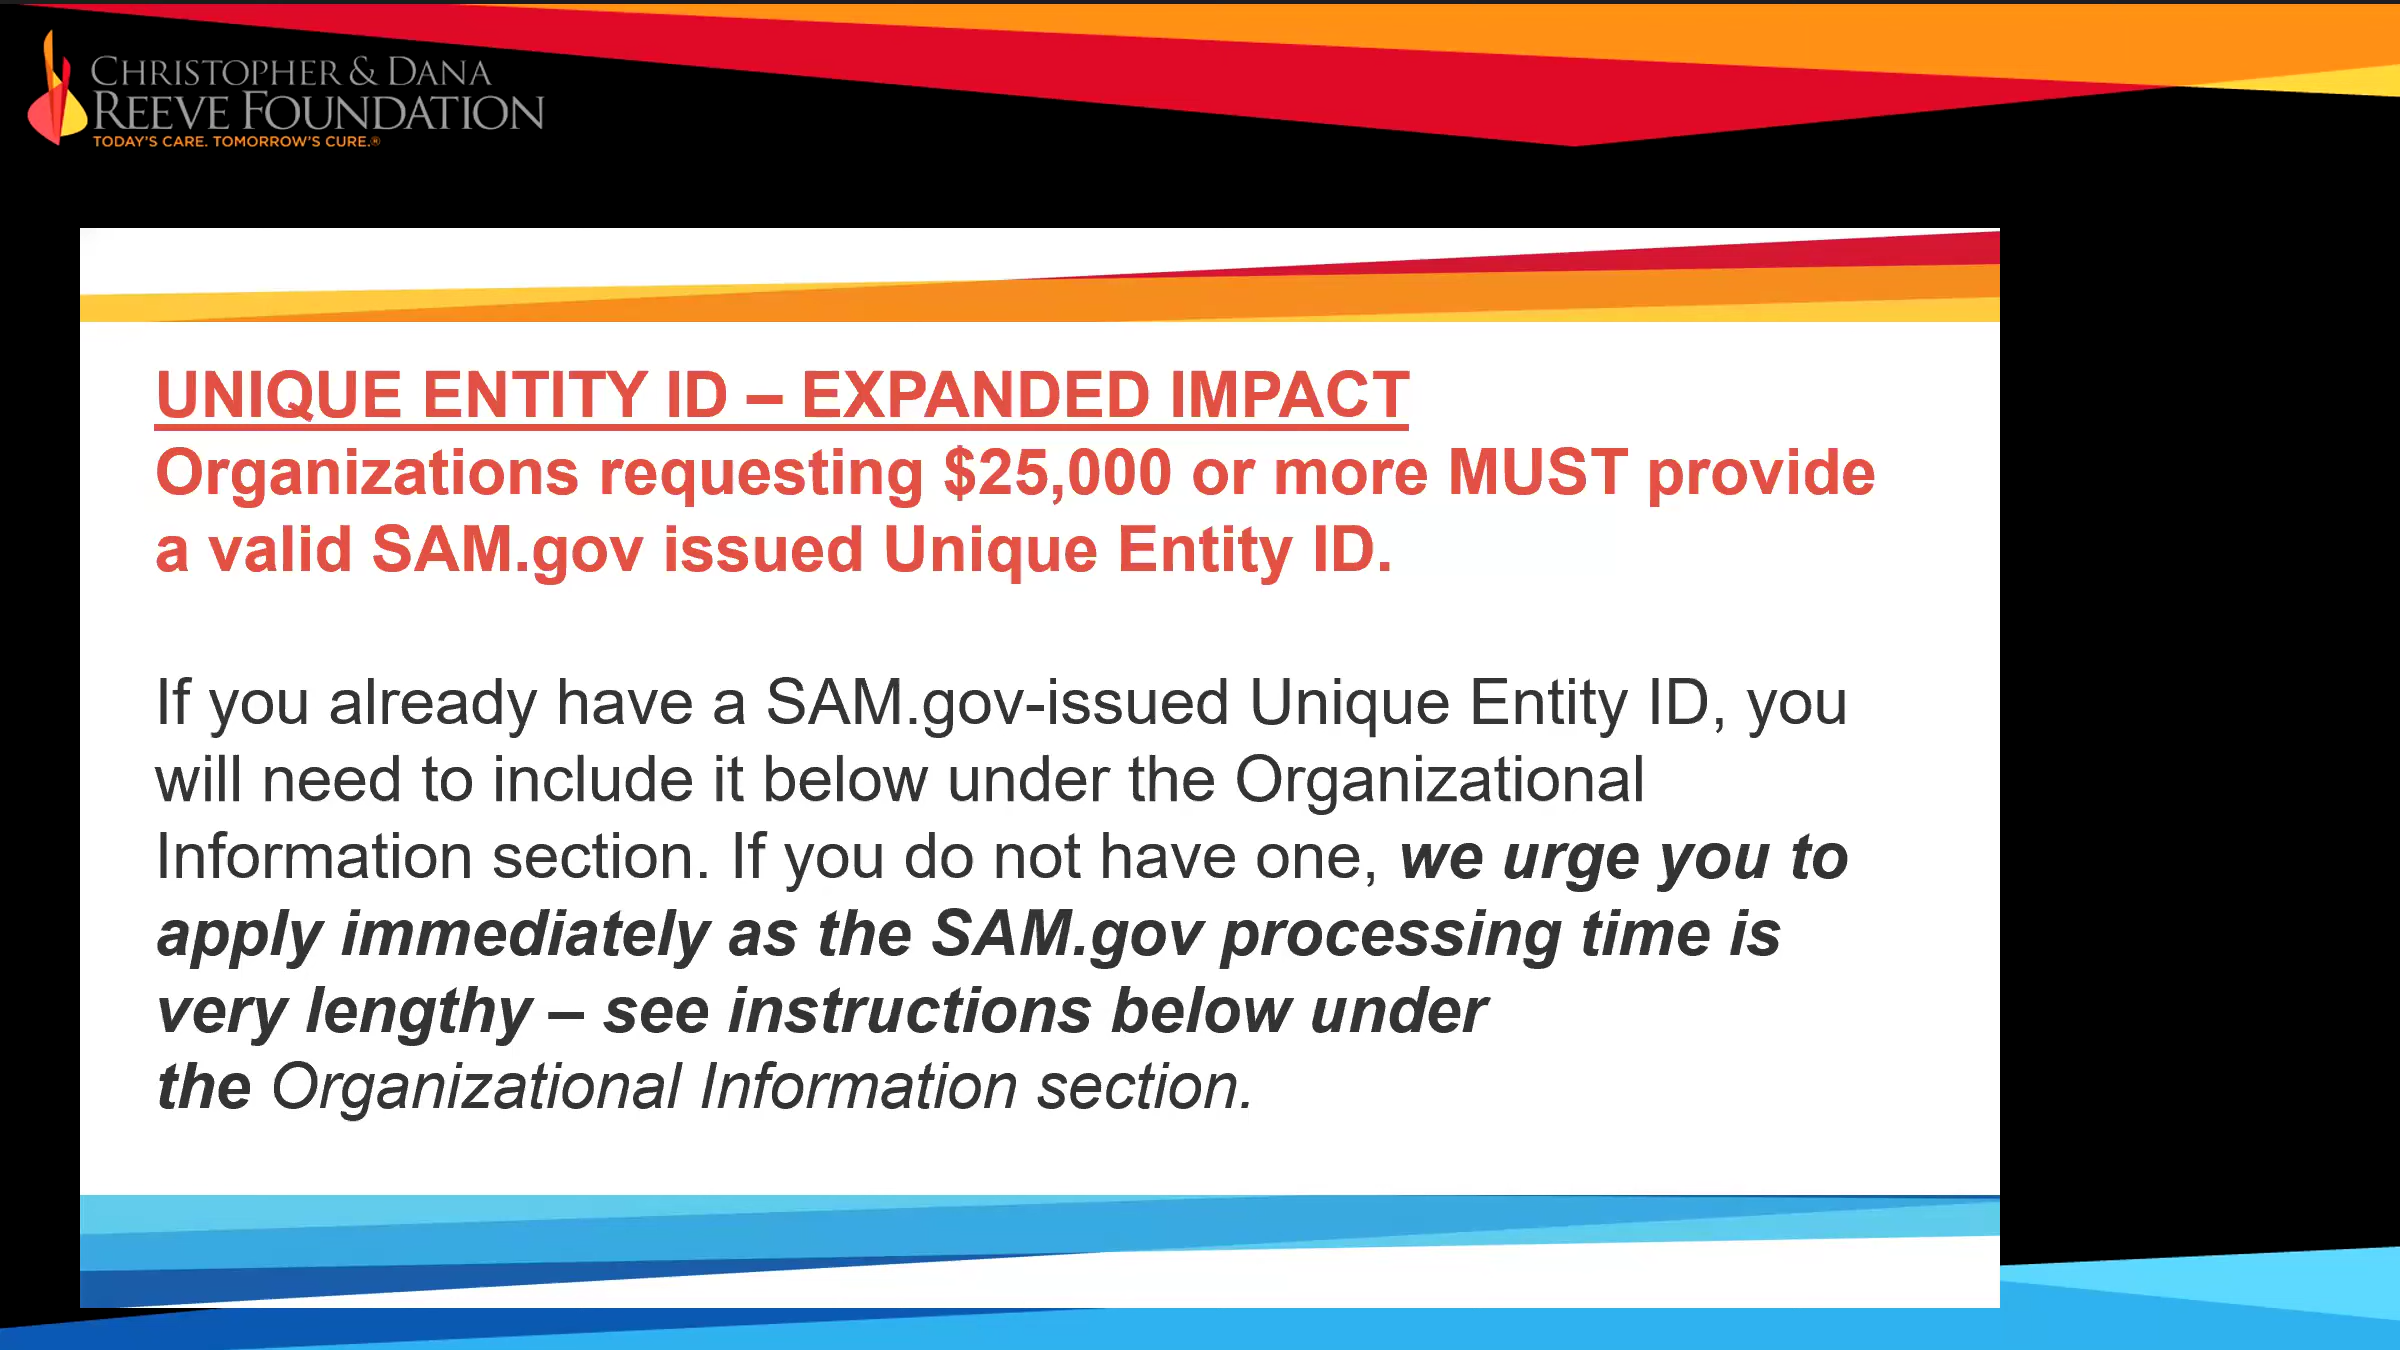 CHRISTOPHER & DANA
REEVE FOUNDATION
TODAY'S CARE. TOMORROW'S CURE.®
UNIQUE ENTITY ID – EXPANDED IMPACT
Organizations requesting $25,000 or more MUST provide
a valid SAM.gov issued Unique Entity ID.
If you already have a SAM.gov-issued Unique Entity ID, you
will need to include it below under the Organizational
Information section. If you do not have one, we urge you to
apply immediately as the SAM.gov processing time is
very lengthy – see instructions below under
the Organizational Information section.